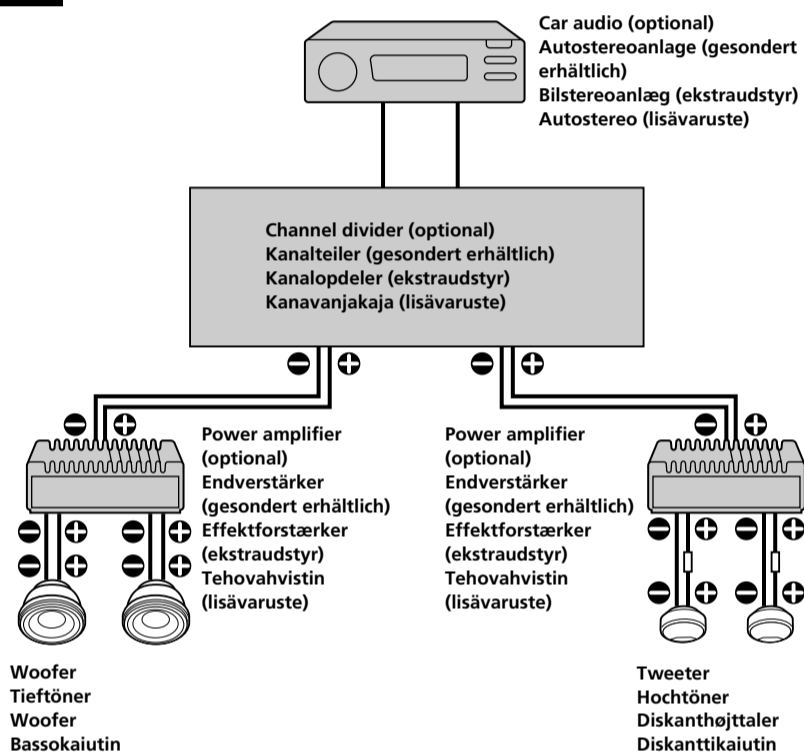 Car audio (optional)
Autostereoanlage (gesondert
erhältlich)
Bilstereoanlæg (ekstraudstyr)
Autostereo (lisävaruste)
Channel divider (optional)
Kanalteiler (gesondert erhältlich)
Kanalopdeler (ekstraudstyr)
Kanavanjakaja (lisävaruste)
Power amplifier
(optional)
Endverstärker
(gesondert erhältlich)
Effektforstærker
(ekstraudstyr)
Tehovahvistin
(lisävaruste)
Power amplifier
(optional)
Endverstärker
(gesondert erhältlich)
Effektforstærker
(ekstraudstyr)
Tehovahvistin
(lisävaruste)
Woofer
Tieftöner
Woofer
Bassokaiutin
Tweeter
Hochtöner
Diskanthøjttaler
Diskanttikaiutin